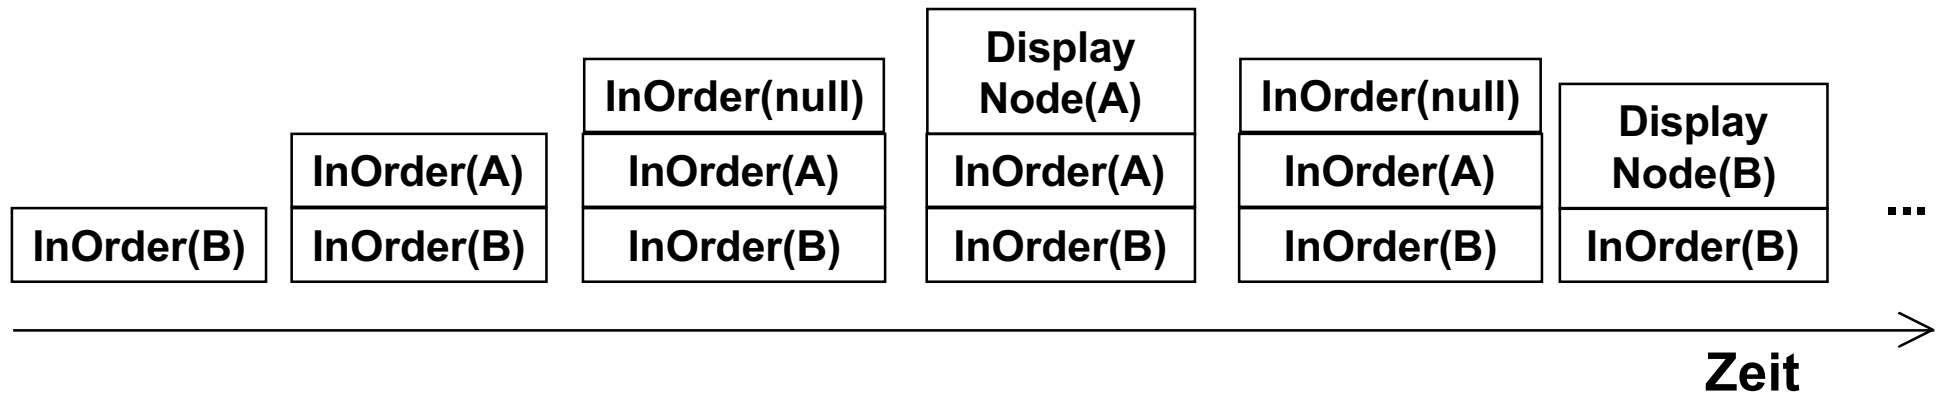 InOrder(B)
InOrder(A)
InOrder(B)
InOrder(null)
InOrder(A)
InOrder(B)
Display
Node(A)
InOrder(A)
InOrder(B)
InOrder(null)
InOrder(A)
InOrder(B)
Display
Node(B)
InOrder(B)
...
Zeit